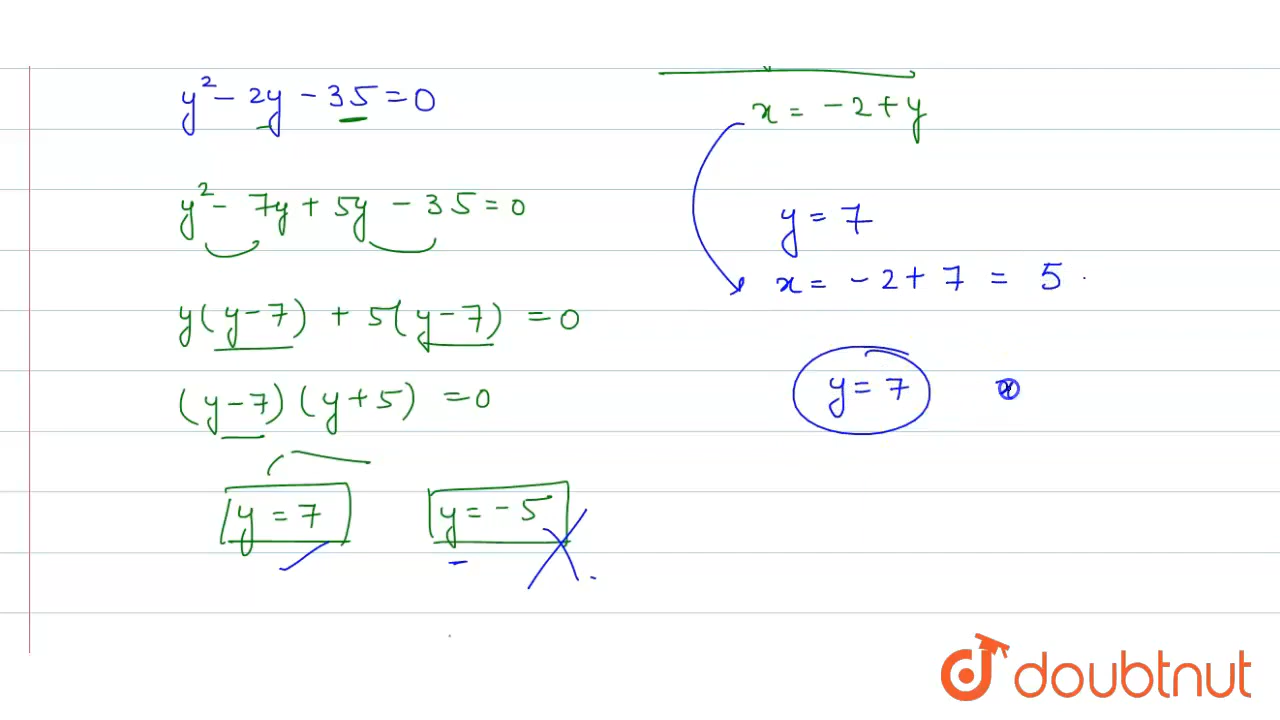 y² - 2y - 35 = 0
y² - 7y + 5y - 35 = 0
y(y-7) + 5(y-7) = 0
(y-7)(y+5) = 0
y = 7 y = -5
x = -2 + y
y = 7
x = -2 + 7 = 5
y = 7
doubtnut